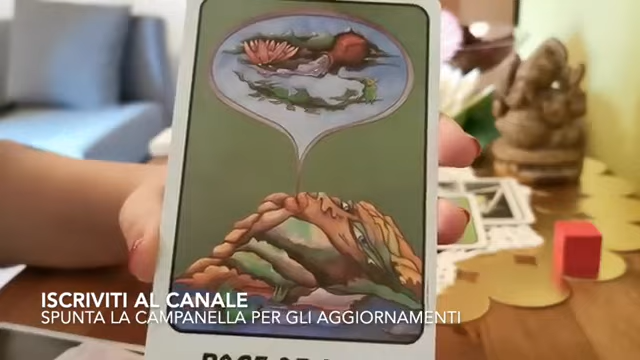 ISCRIVITI AL CANALE
SPUNTA LA CAMPANELLA PER GLI AGGIORNAMENTI